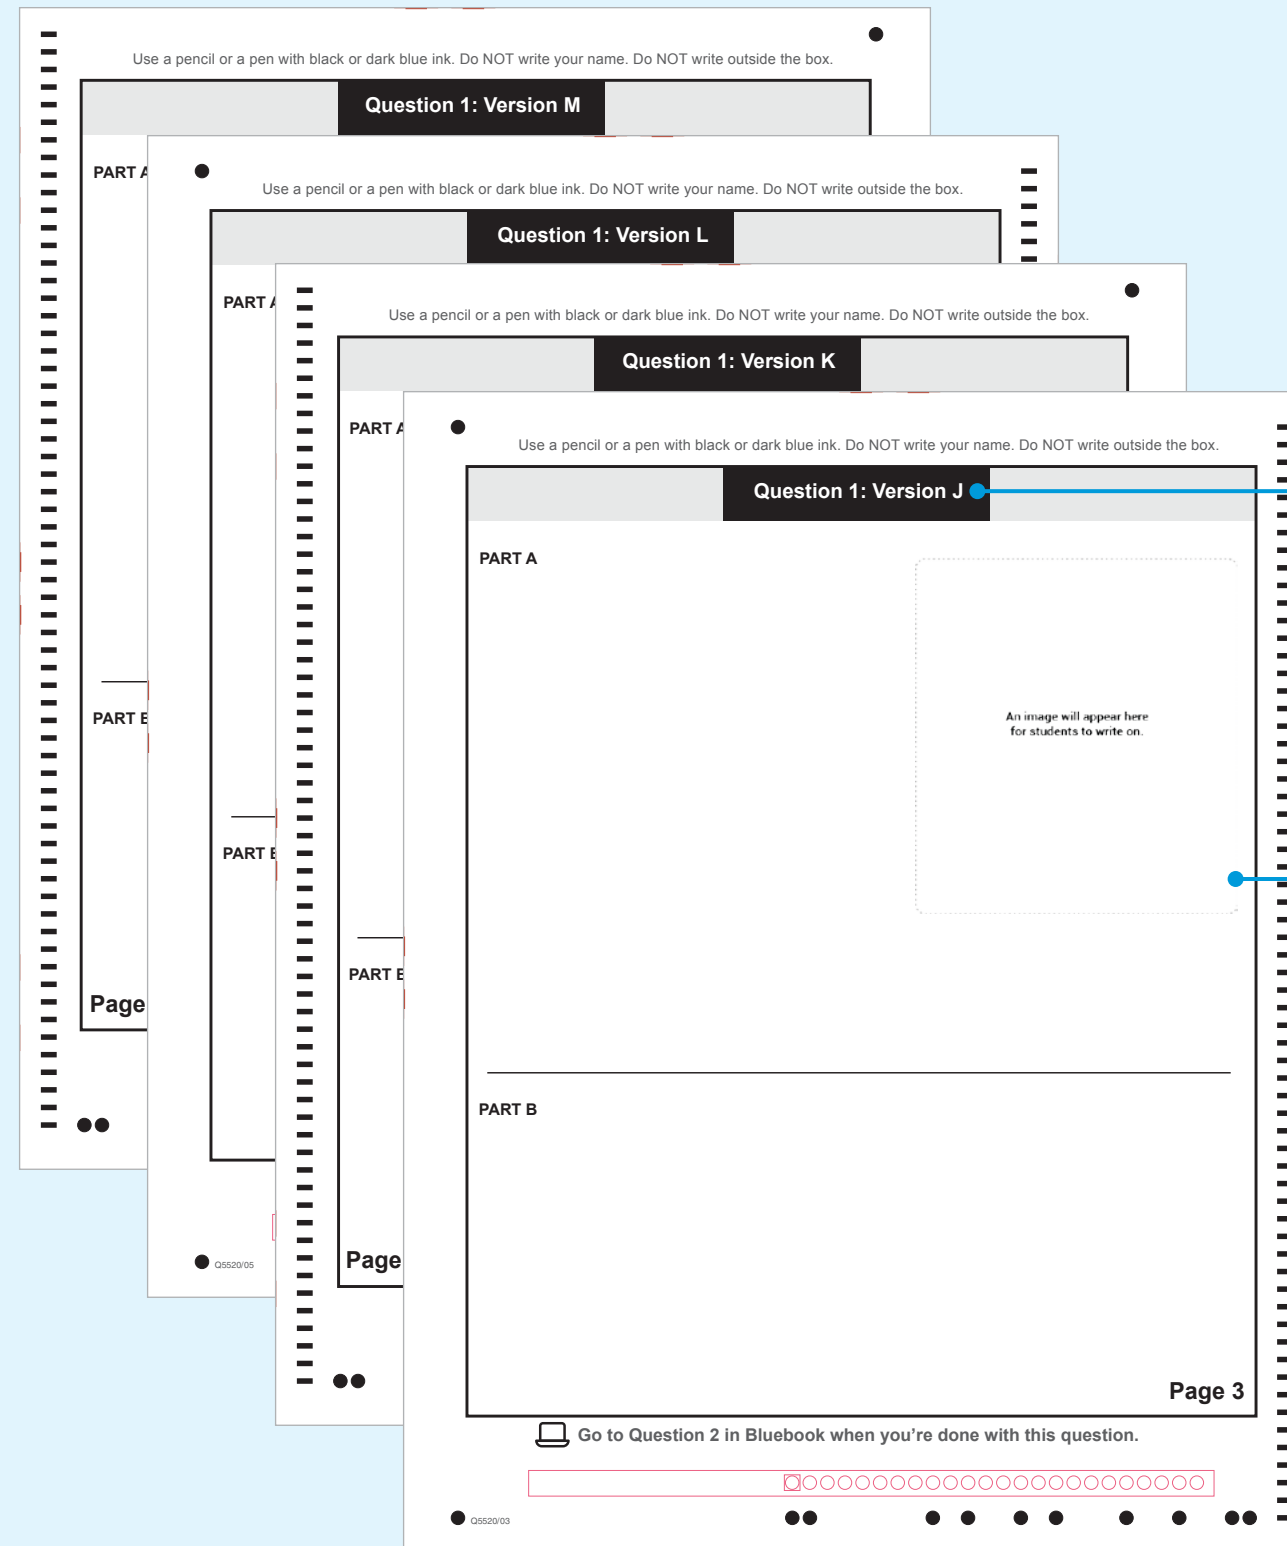 Use a pencil or a pen with black or dark blue ink. Do NOT write your name. Do NOT write outside the box.
Question 1: Version M
PART A
PART B
Page
Use a pencil or a pen with black or dark blue ink. Do NOT write your name. Do NOT write outside the box.
Question 1: Version L
PART A
PART B
Q5520/05
Use a pencil or a pen with black or dark blue ink. Do NOT write your name. Do NOT write outside the box.
Question 1: Version K
PART A
PART B
Page
Use a pencil or a pen with black or dark blue ink. Do NOT write your name. Do NOT write outside the box.
Question 1: Version J
PART A
An image will appear here
for students to write on.
PART B
Page 3
Go to Question 2 in Bluebook when you’re done with this question.
Q5520/03